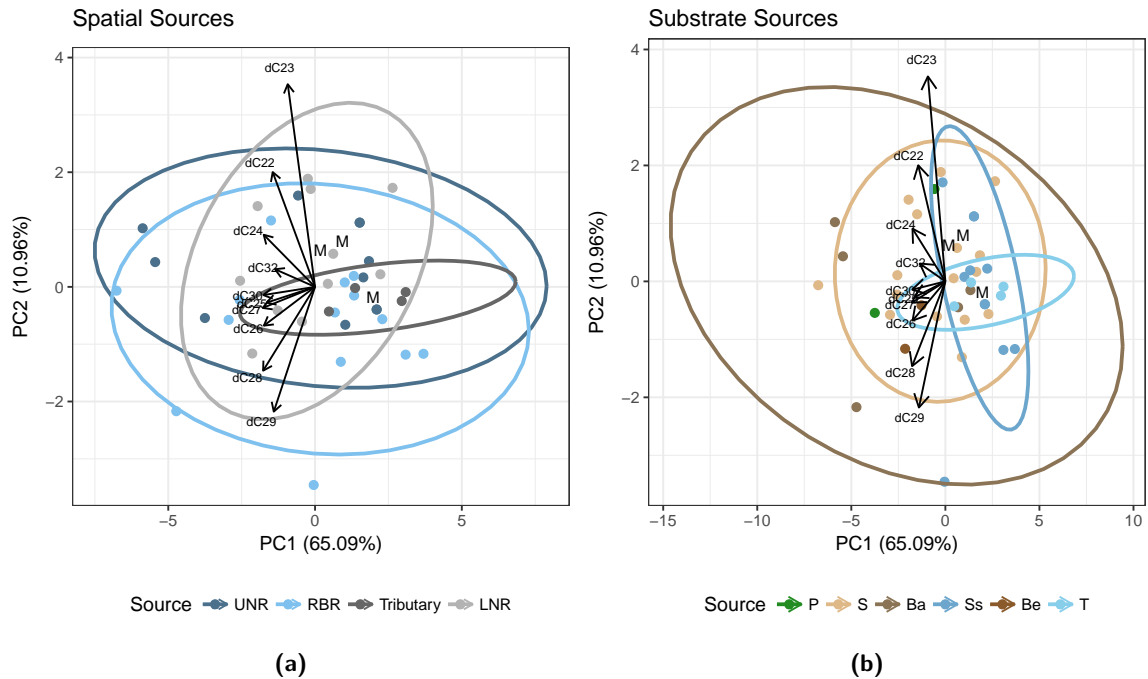 Spatial Sources
4
2
0
−2
PC2 (10.96%)
dC23
dC22
dC24
dC32
dC30
dC25
dC27
dC26
dC28
dC29
M
M
M
−5
0
5
PC1 (65.09%)
Source UNR RBR Tributary LNR
(a)
Substrate Sources
4
2
0
−2
PC2 (10.96%)
dC23
dC22
dC24
dC32
dC30
dC27
dC26
dC28
dC29
M
M
M
−15
−10
−5
0
5
10
PC1 (65.09%)
Source P S Ba Ss Be T
(b)